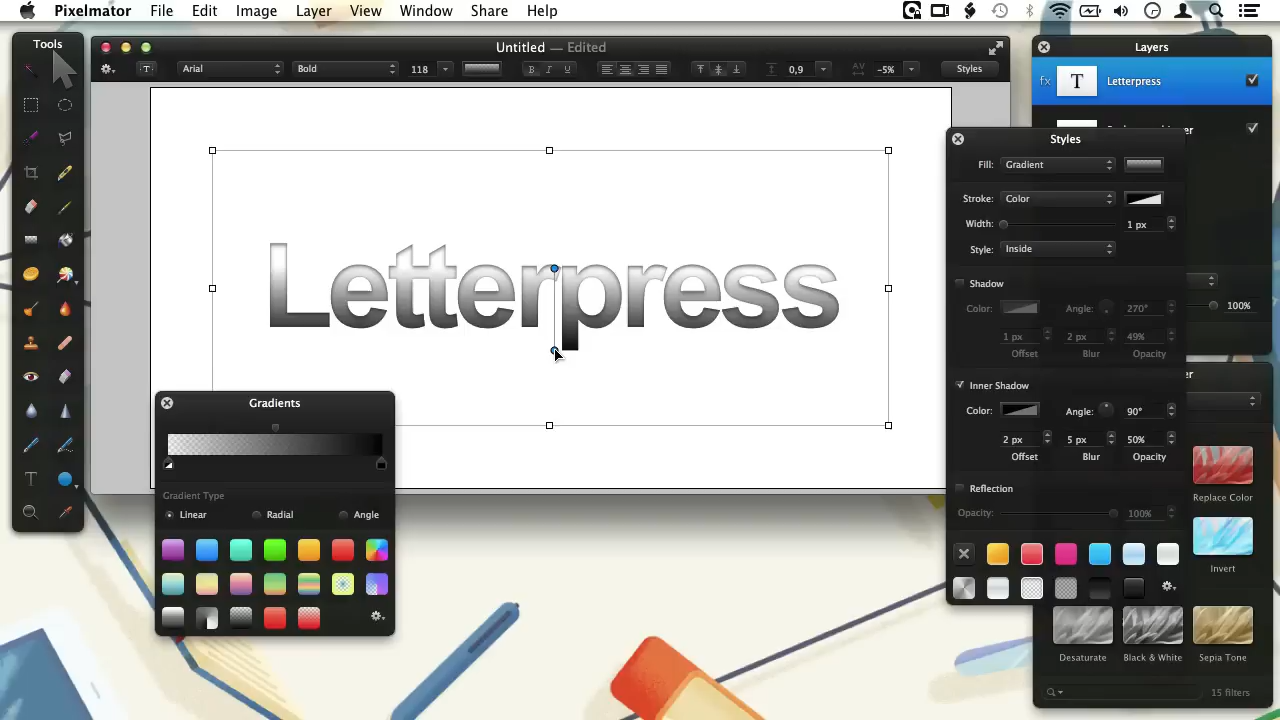 Pixelmator File Edit Image Layer View Window Share Help
Tools
Untitled — Edited
Arial Bold 118 B I U 0,9 AV -5% Styles
Letterpress
Layers
fx T Letterpress
Styles
Fill: Gradient
Stroke: Color
Width: 1 px
Style: Inside
Shadow
Color: Angle: 270°
1 px 2 px 49%
Offset Blur Opacity
Inner Shadow
Color: Angle: 90°
2 px 5 px 50%
Offset Blur Opacity
Reflection
Opacity: 100%
100%
Replace Color
Invert
Desaturate Black & White Sepia Tone
15 filters
Gradients
Gradient Type
Linear Radial Angle